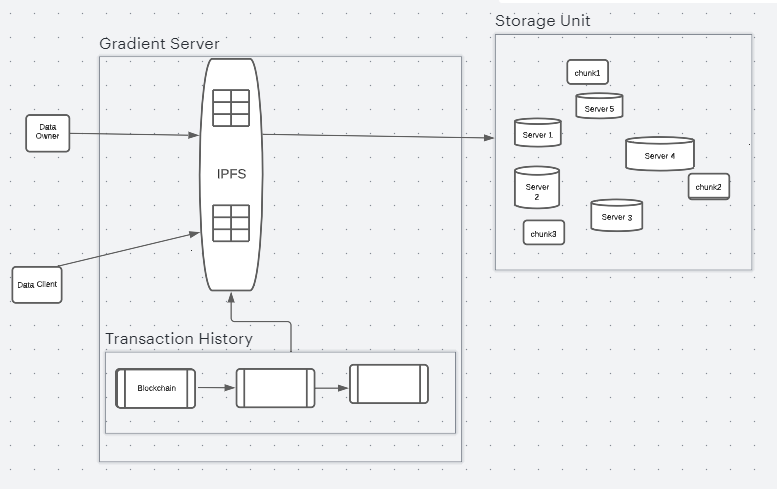 Storage Unit
Gradient Server
chunk1
Server 5
Data
Owner
Server 1
Server 4
IPFS
Server
2
chunk2
Server 3
chunk3
Data Client
Transaction History
Blockchain